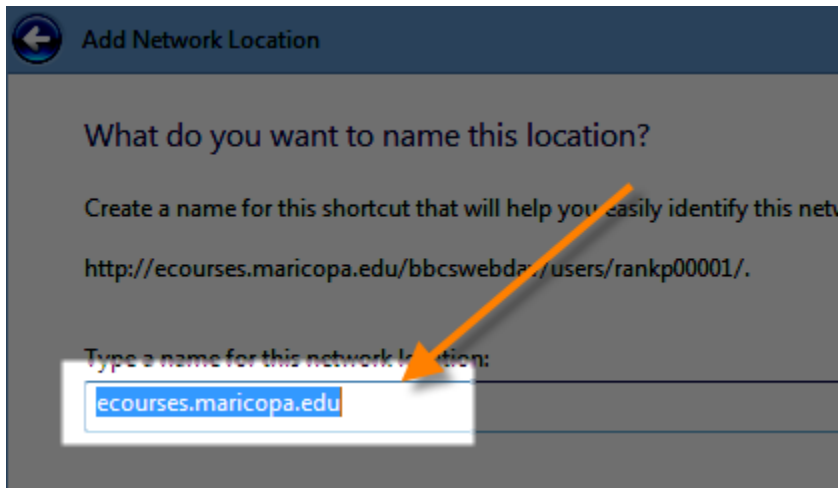 Add Network Location
What do you want to name this location?
Create a name for this shortcut that will help you easily identify this
http://ecourses.maricopa.edu/bbcswebdav/users/rankp00001/.
Type a name for this network location:
ecourses.maricopa.edu